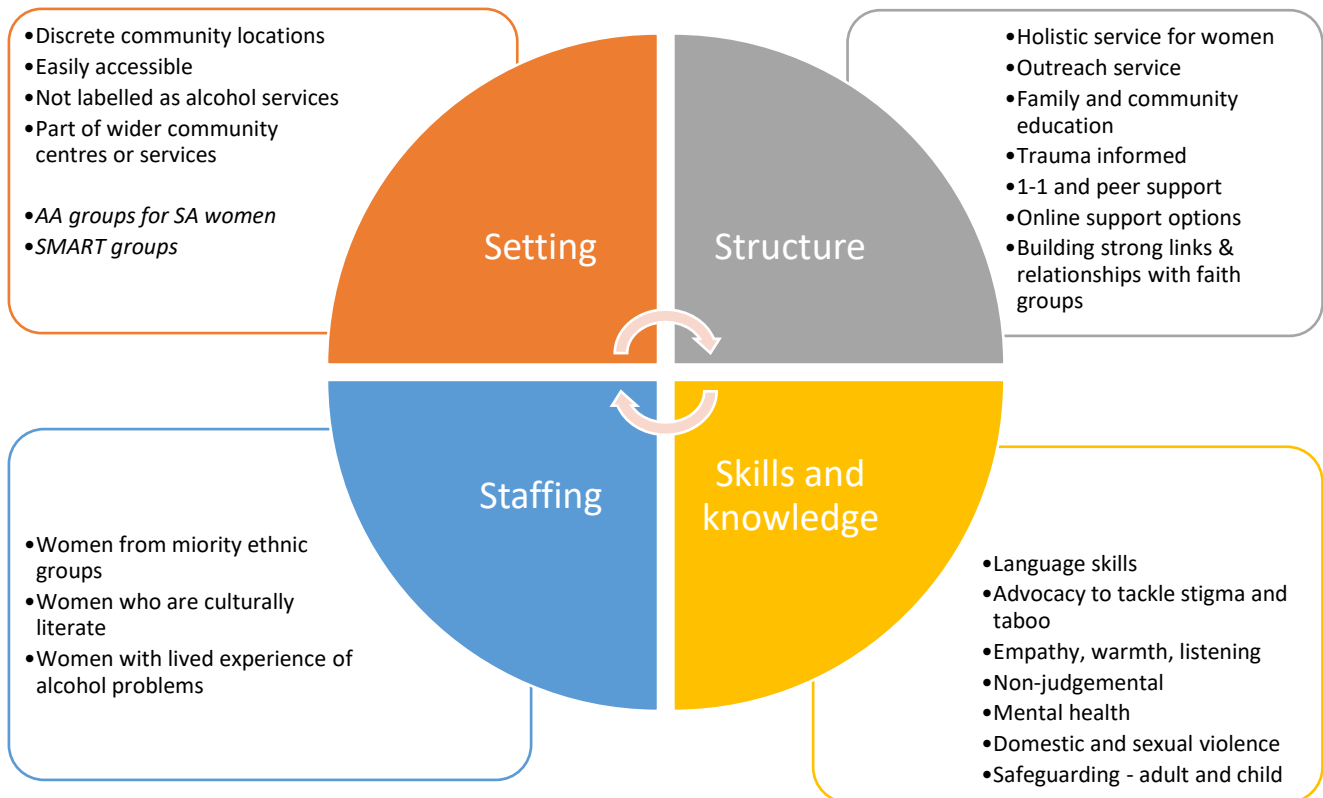 •Discrete community locations
•Easily accessible
•Not labelled as alcohol services
•Part of wider community
centres or services
•AA groups for SA women
•SMART groups
Setting
Structure
•Holistic service for women
•Outreach service
•Family and community
education
•Trauma informed
•1-1 and peer support
•Online support options
•Building strong links &
relationships with faith
groups
Staffing
Skills and
knowledge
•Women from miority ethnic
groups
•Women who are culturally
literate
•Women with lived experience of
alcohol problems
•Language skills
•Advocacy to tackle stigma and
taboo
•Empathy, warmth, listening
•Non-judgemental
•Mental health
•Domestic and sexual violence
•Safeguarding - adult and child